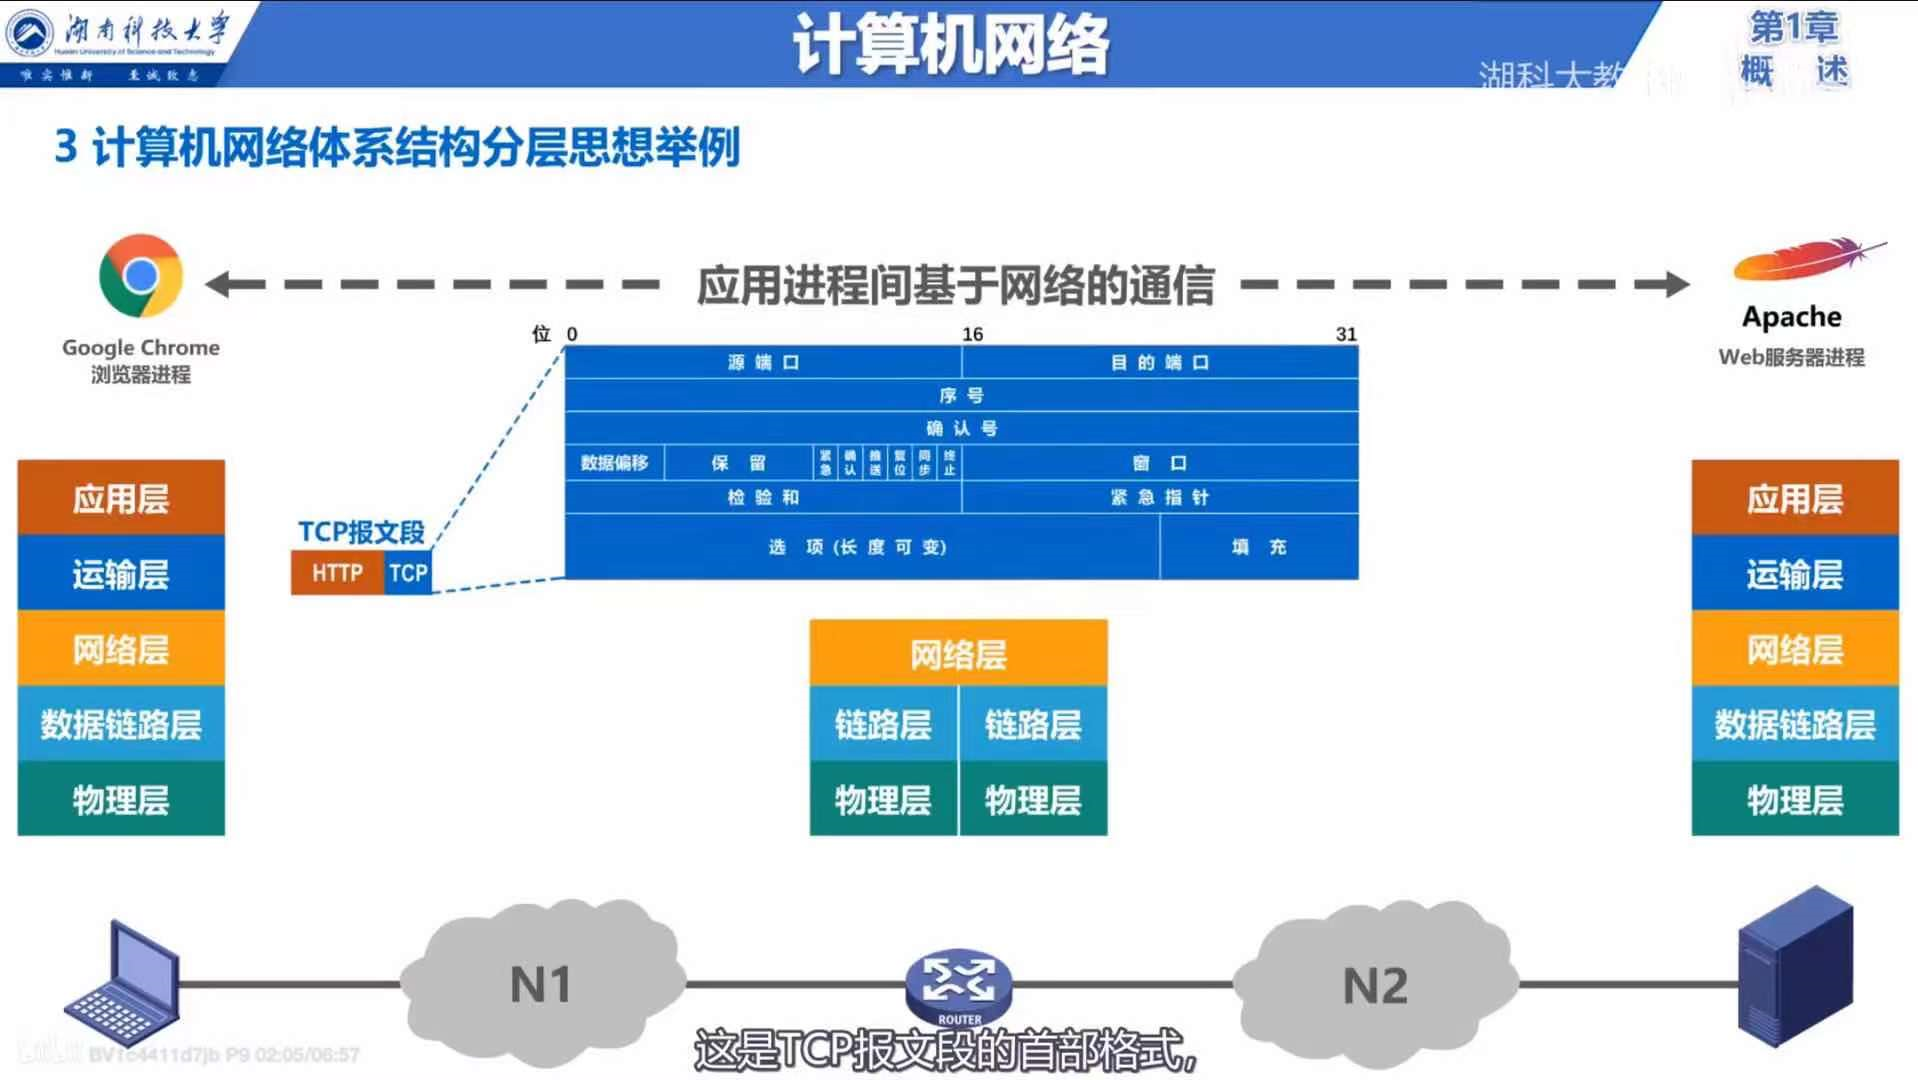 湖南科技大学
Hunan University of Science and Technology
唯实惟新 至诚致志
计算机网络
第1章
概 述
湖科大教
3 计算机网络体系结构分层思想举例
应用进程间基于网络的通信
Google Chrome
浏览器进程
Apache
Web服务器进程
位 0 16 31
源端口 目的端口
序号
确认号
数据偏移 保留 紧急 确认 推送 复位 同步 终止 窗口
检验和 紧急指针
选项(长度可变) 填充
TCP报文段
HTTP TCP
应用层
运输层
网络层
数据链路层
物理层
网络层
链路层 链路层
物理层 物理层
应用层
运输层
网络层
数据链路层
物理层
N1
ROUTER
N2
BV1c4411d7jb P9 02:05/06:57
这是TCP报文段的首部格式，